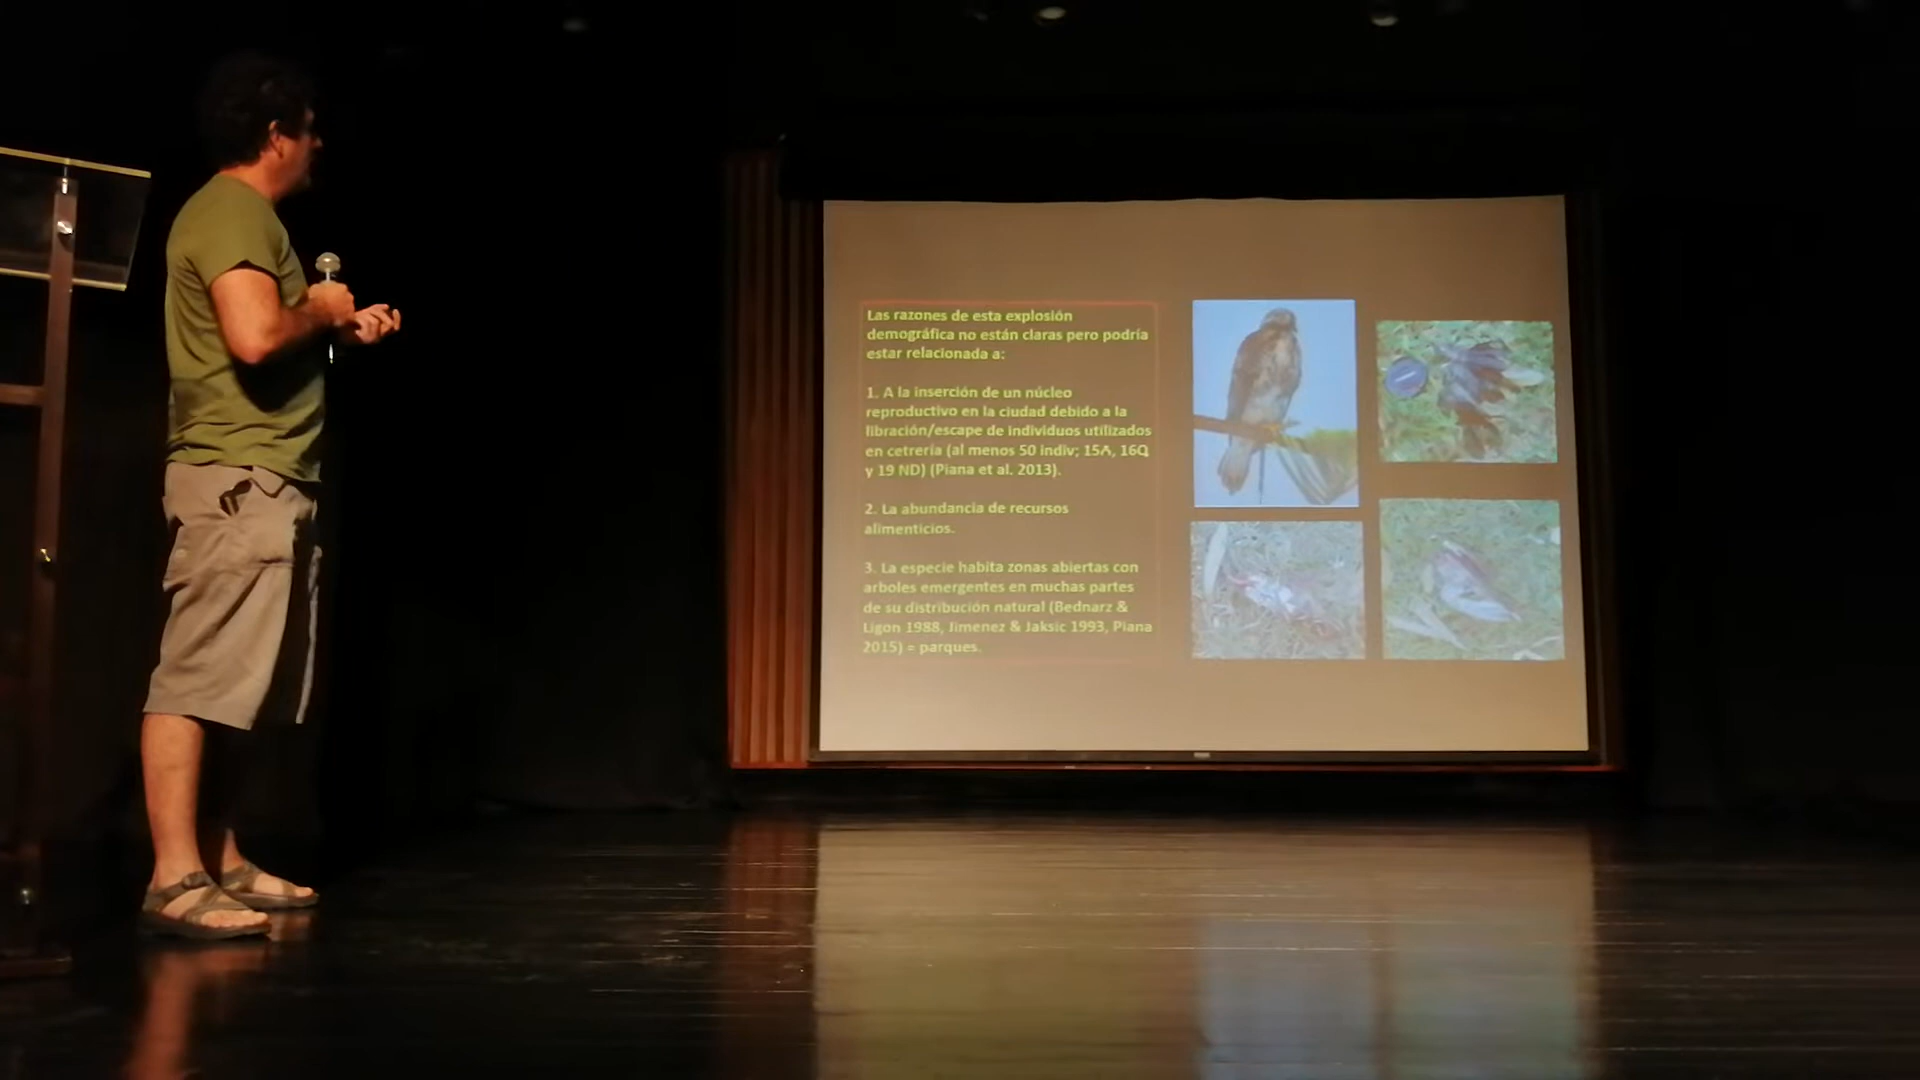 Las razones de esta explosión
demográfica no están claras pero podría
estar relacionada a:
1. A la inserción de un núcleo
reproductivo en la ciudad debido a la
libración/escape de individuos utilizados
en cetrería (al menos 50 indiv; 15A, 16Q
y 19 ND) (Piana et al. 2013).
2. La abundancia de recursos
alimenticios.
3. La especie habita zonas abiertas con
arboles emergentes en muchas partes
de su distribución natural (Bednarz &
Ligon 1988, Jimenez & Jaksic 1993, Piana
2015) = parques.